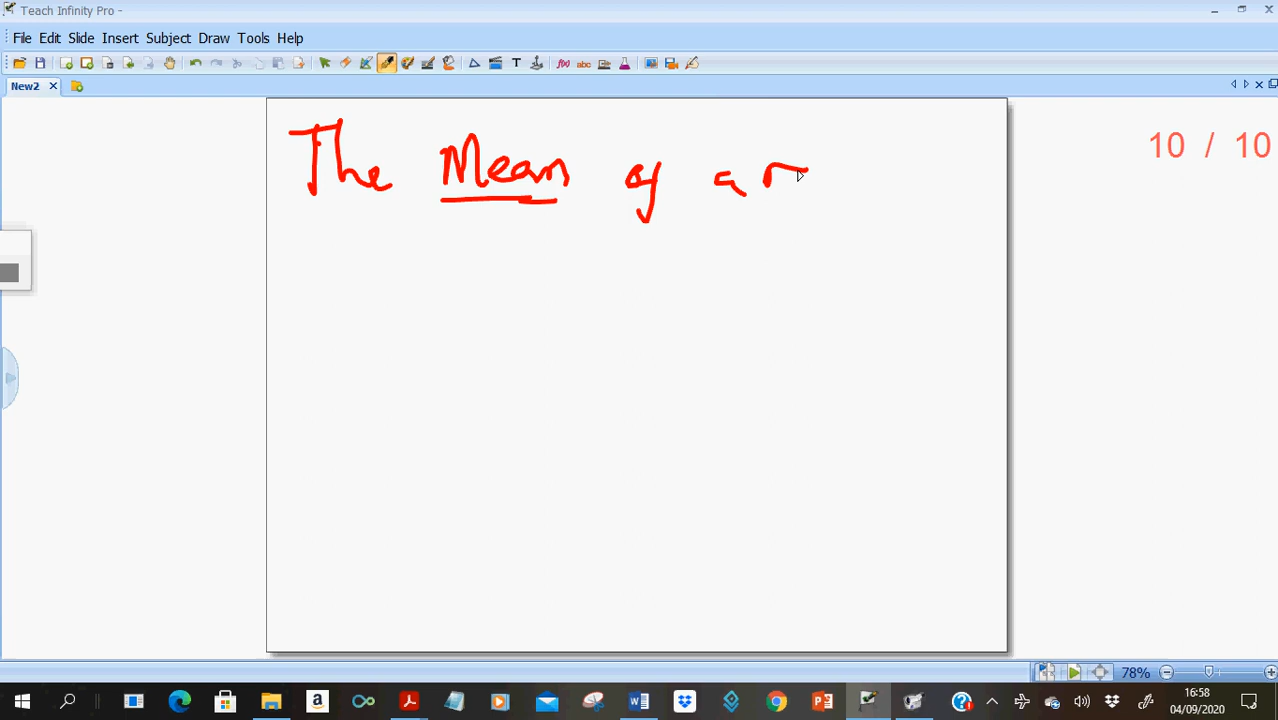 Teach Infinity Pro -
File Edit Slide Insert Subject Draw Tools Help
New2
10 / 10
The Mean of a r
78%
16:58
04/09/2020